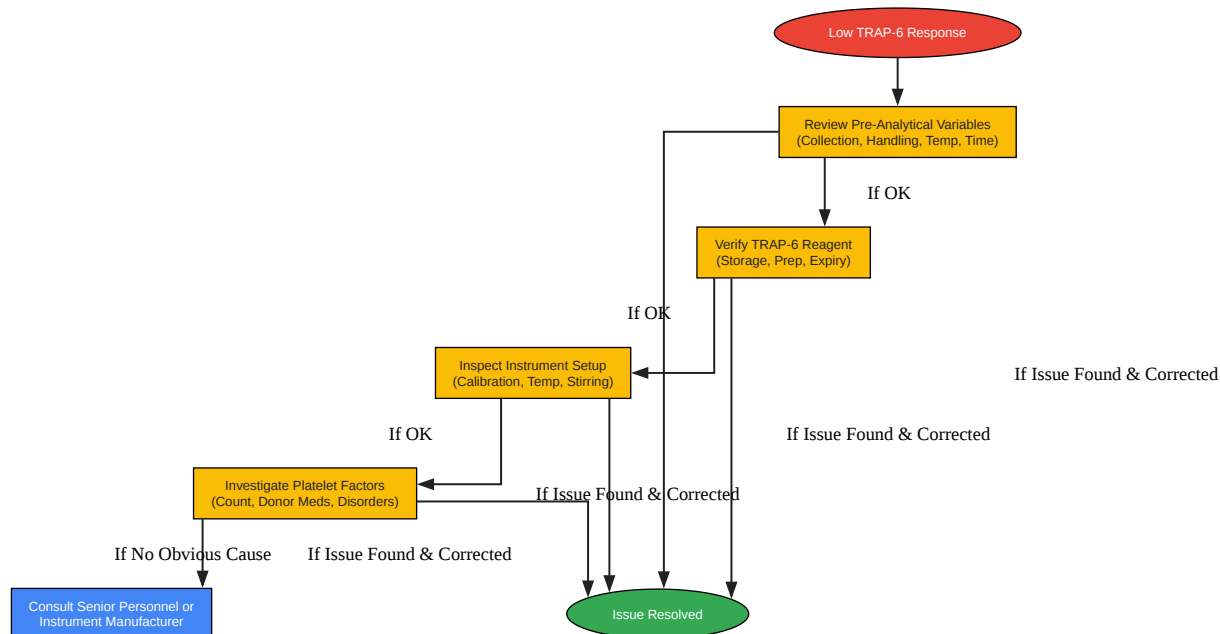 Low TRAP-6 Response
Review Pre-Analytical Variables
(Collection, Handling, Temp, Time)
If OK
Verify TRAP-6 Reagent
(Storage, Prep, Expiry)
If OK
Inspect Instrument Setup
(Calibration, Temp, Stirring)
If Issue Found & Corrected
If OK
If Issue Found & Corrected
Investigate Platelet Factors
(Count, Donor Meds, Disorders)
If Issue Found & Corrected
If No Obvious Cause
If Issue Found & Corrected
Consult Senior Personnel or
Instrument Manufacturer
Issue Resolved